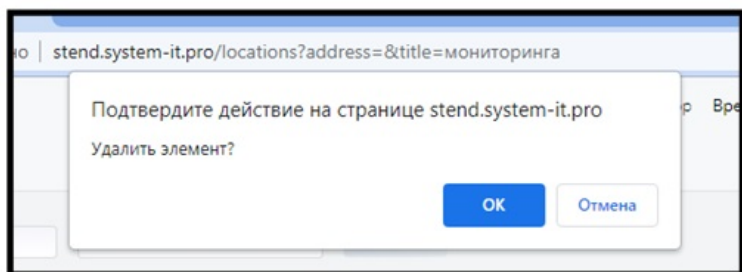 stend.system-it.pro/locations?address=&title=мониторинга
Подтвердите действие на странице stend.system-it.pro
Удалить элемент?
ОК Отмена